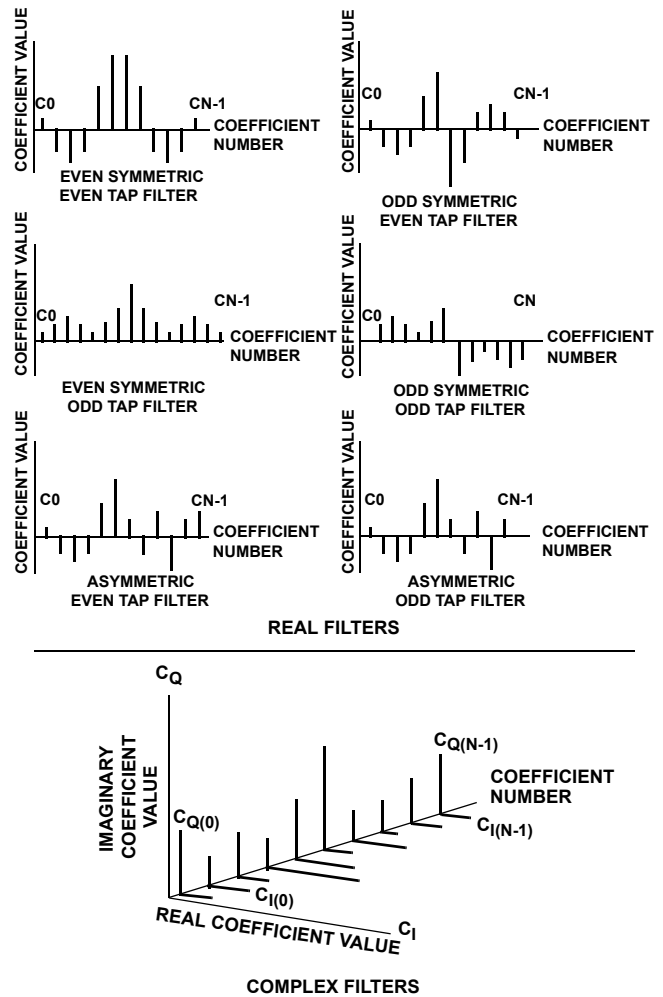 COEFFICIENT VALUE
C0
CN-1
COEFFICIENT
NUMBER
EVEN SYMMETRIC
EVEN TAP FILTER
COEFFICIENT VALUE
C0
CN-1
COEFFICIENT
NUMBER
ODD SYMMETRIC
EVEN TAP FILTER
COEFFICIENT VALUE
C0
CN-1
COEFFICIENT
NUMBER
EVEN SYMMETRIC
ODD TAP FILTER
COEFFICIENT VALUE
C0
CN
COEFFICIENT
NUMBER
ODD SYMMETRIC
ODD TAP FILTER
COEFFICIENT VALUE
C0
CN-1
COEFFICIENT
NUMBER
ASYMMETRIC
EVEN TAP FILTER
COEFFICIENT VALUE
C0
CN-1
COEFFICIENT
NUMBER
ASYMMETRIC
ODD TAP FILTER
REAL FILTERS
CQ
IMAGINARY
COEFFICIENT
VALUE
CQ(0)
CQ(N-1)
COEFFICIENT
NUMBER
CI(N-1)
CI(0)
REAL COEFFICIENT VALUE
CI
COMPLEX FILTERS